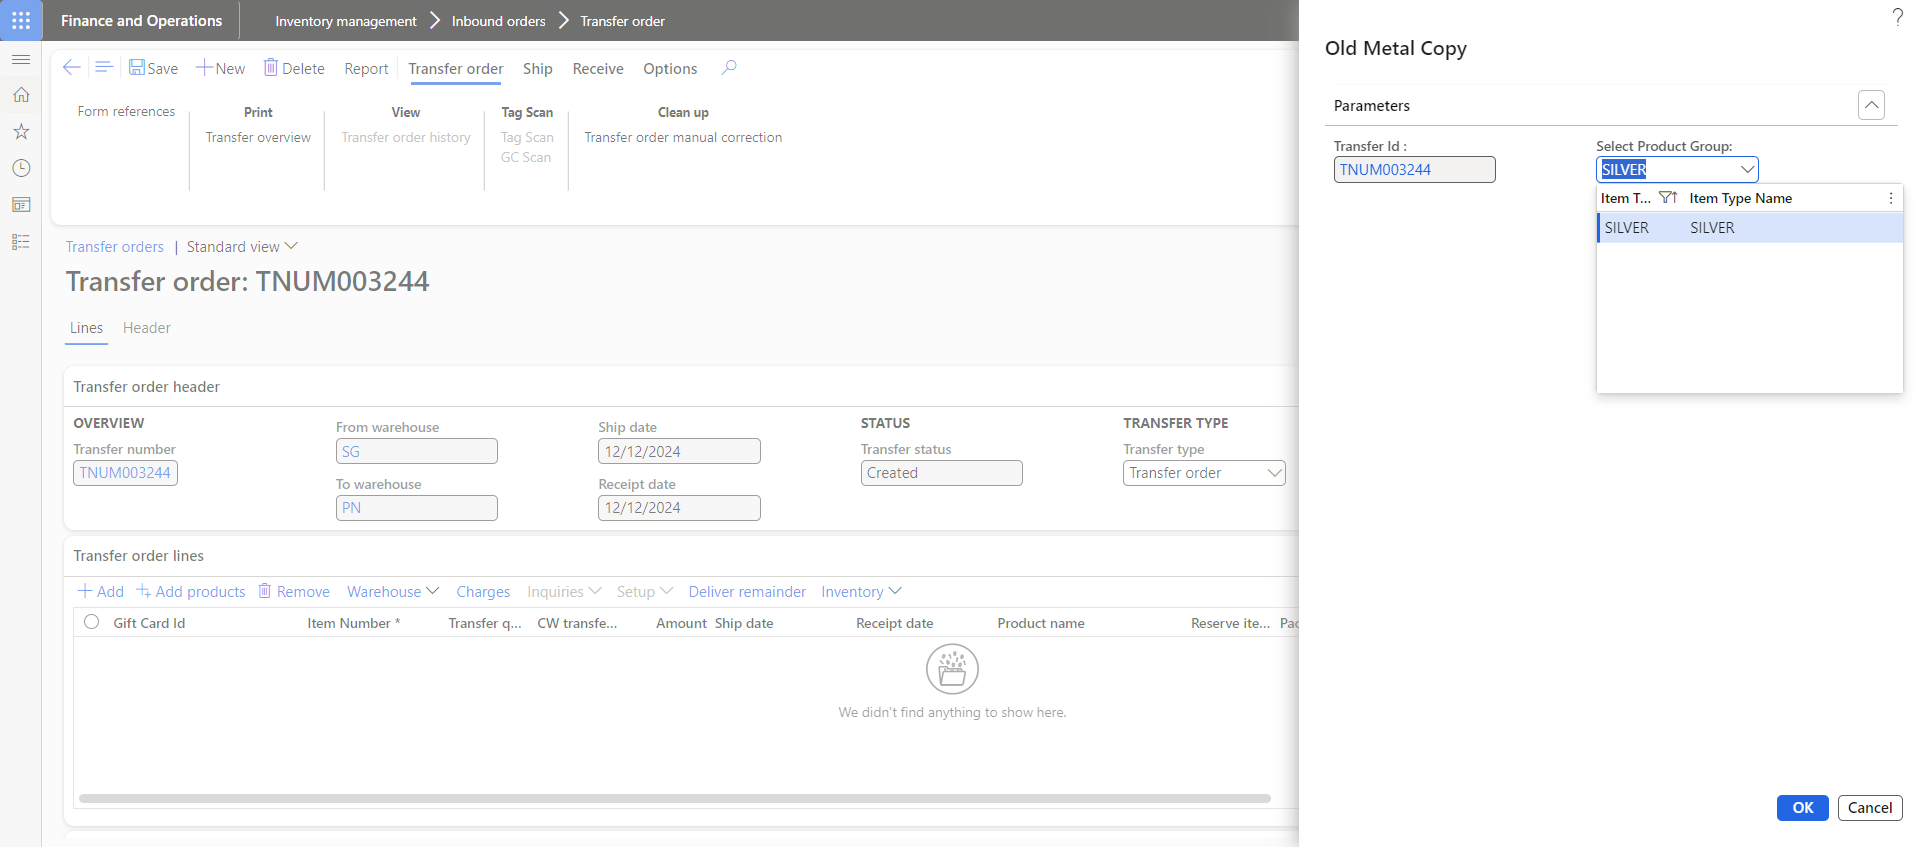 Finance and Operations
Inventory management
Inbound orders
Transfer order
?
Save
New
Delete
Report
Transfer order
Ship
Receive
Options
Form references
Print
Transfer overview
View
Transfer order history
Tag Scan
Tag Scan
GC Scan
Clean up
Transfer order manual correction
Transfer orders | Standard view
Transfer order: TNUM003244
Lines
Header
Transfer order header
OVERVIEW
Transfer number
TNUM003244
From warehouse
SG
To warehouse
PN
Ship date
12/12/2024
Receipt date
12/12/2024
STATUS
Transfer status
Created
TRANSFER TYPE
Transfer type
Transfer order
Transfer order lines
Add
Add products
Remove
Warehouse
Charges
Inquiries
Setup
Deliver remainder
Inventory
Gift Card Id
Item Number *
Transfer q...
CW transfe...
Amount
Ship date
Receipt date
Product name
Reserve ite...
Pac
We didn't find anything to show here.
Old Metal Copy
Parameters
Transfer Id :
TNUM003244
Select Product Group:
SILVER
Item T...
Item Type Name
SILVER
SILVER
OK
Cancel